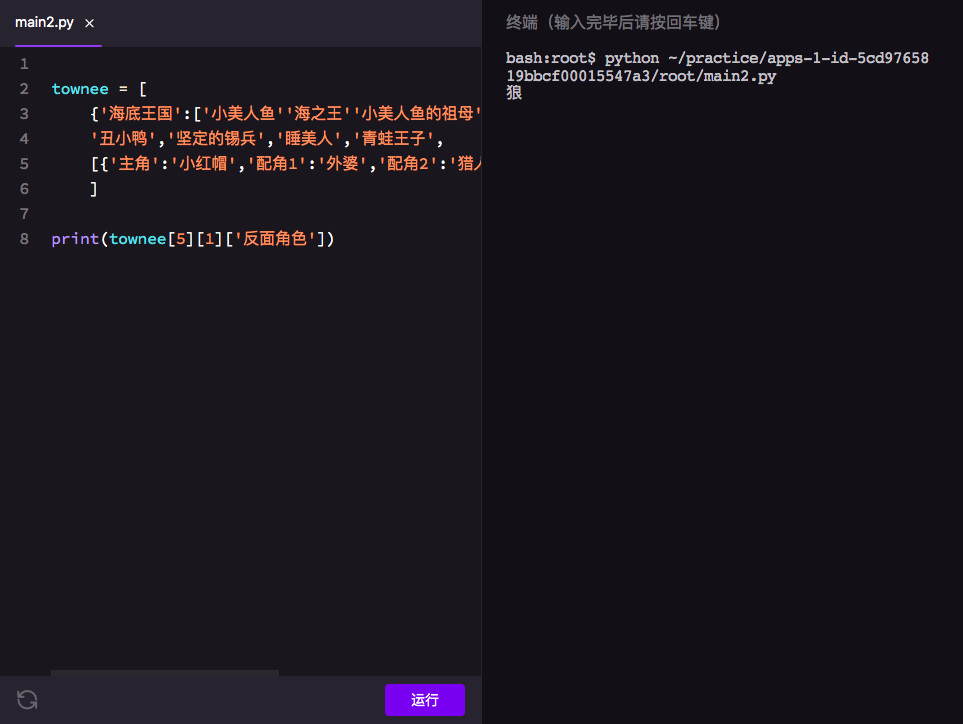 main2.py ×
终端（输入完毕后请按回车键）
1
2 townee = [
3 {'海底王国':['小美人鱼''海之王''小美人鱼的祖母'
4 '丑小鸭','坚定的锡兵','睡美人','青蛙王子',
5 [{'主角':'小红帽','配角1':'外婆','配角2':'猎人
6 ]
7
8 print(townee[5][1]['反面角色'])
bash:root$ python ~/practice/apps-1-id-5cd97658
19bbcf00015547a3/root/main2.py
狼
运行